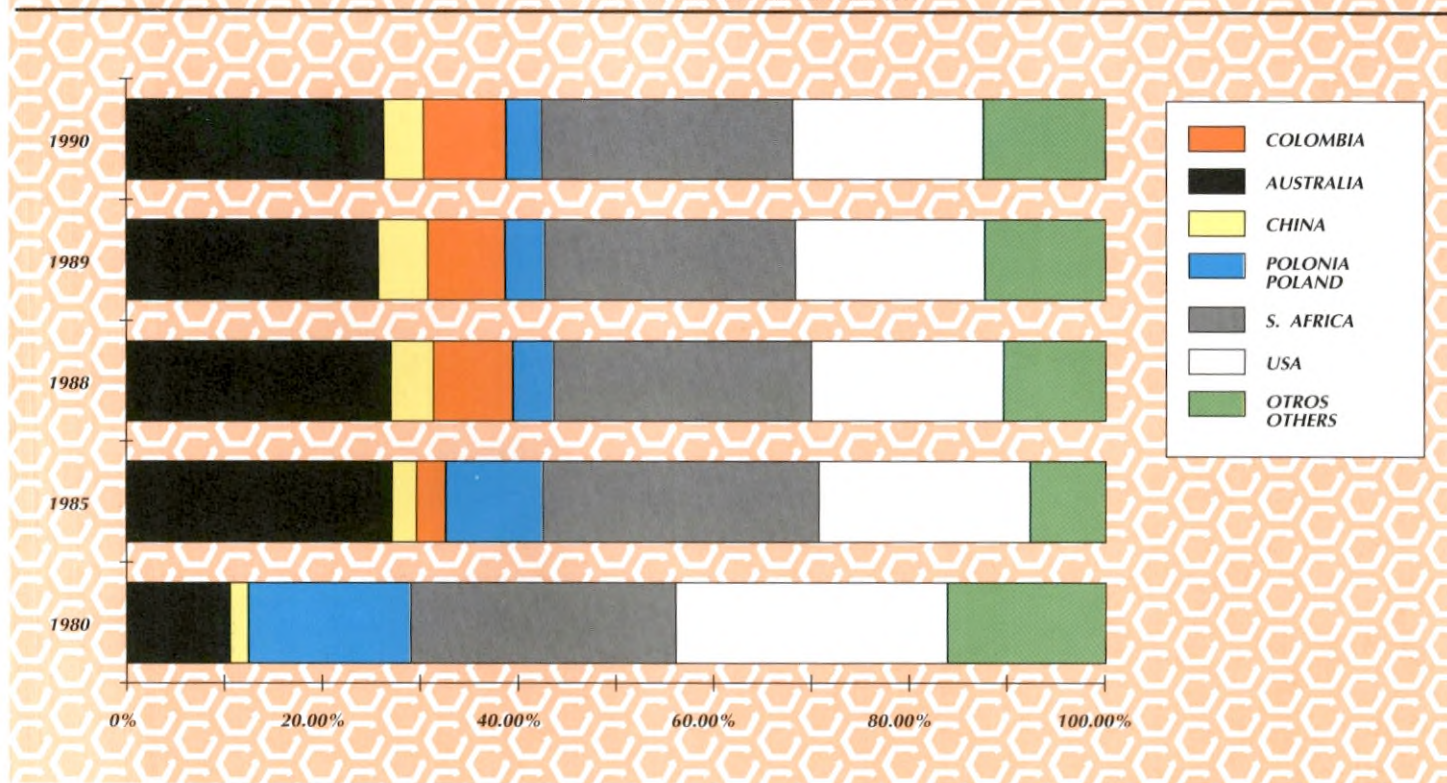 1990
1989
1988
1985
1980
0%
20.00%
40.00%
60.00%
80.00%
100.00%
COLOMBIA
AUSTRALIA
CHINA
POLONIA
POLAND
S. AFRICA
USA
OTROS
OTHERS